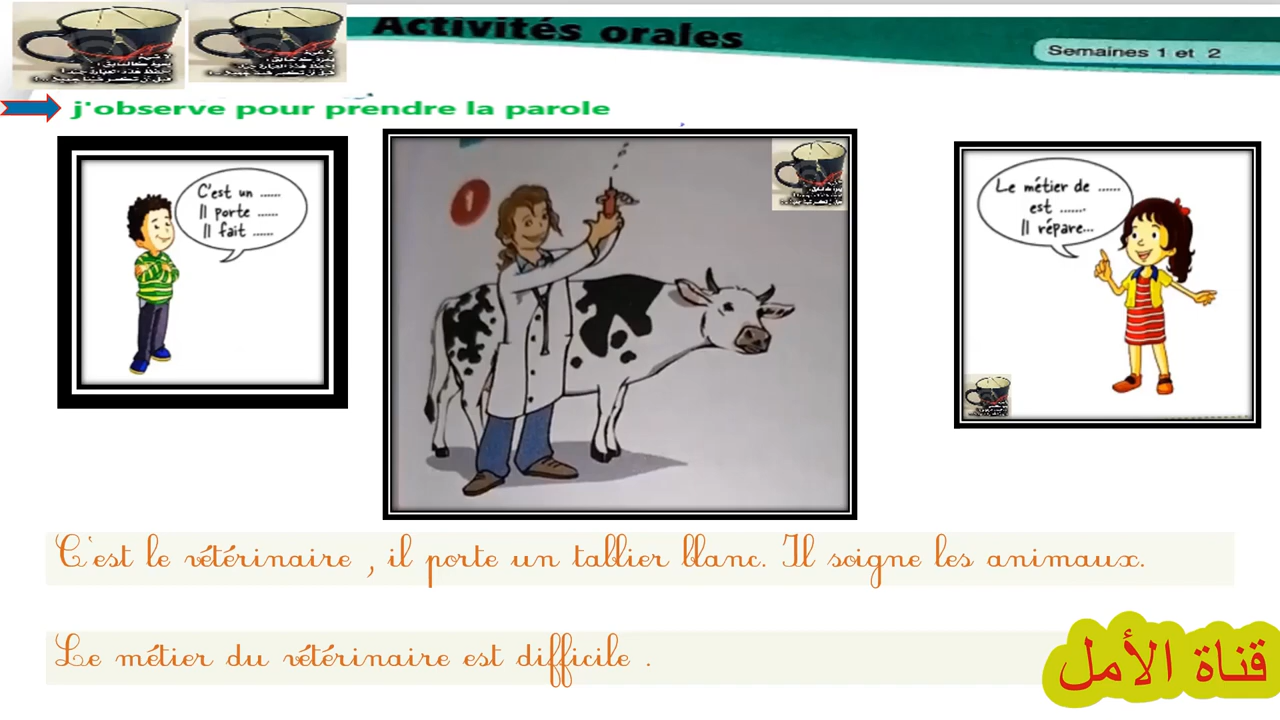 Activités orales
Semaines 1 et 2
j'observe pour prendre la parole
C'est un ......
Il porte ......
Il fait ......
1
Le métier de ......
est .......
Il répare...
C'est le vétérinaire , il porte un tablier blanc. Il soigne les animaux.
Le métier du vétérinaire est difficile .
قناة الأمل